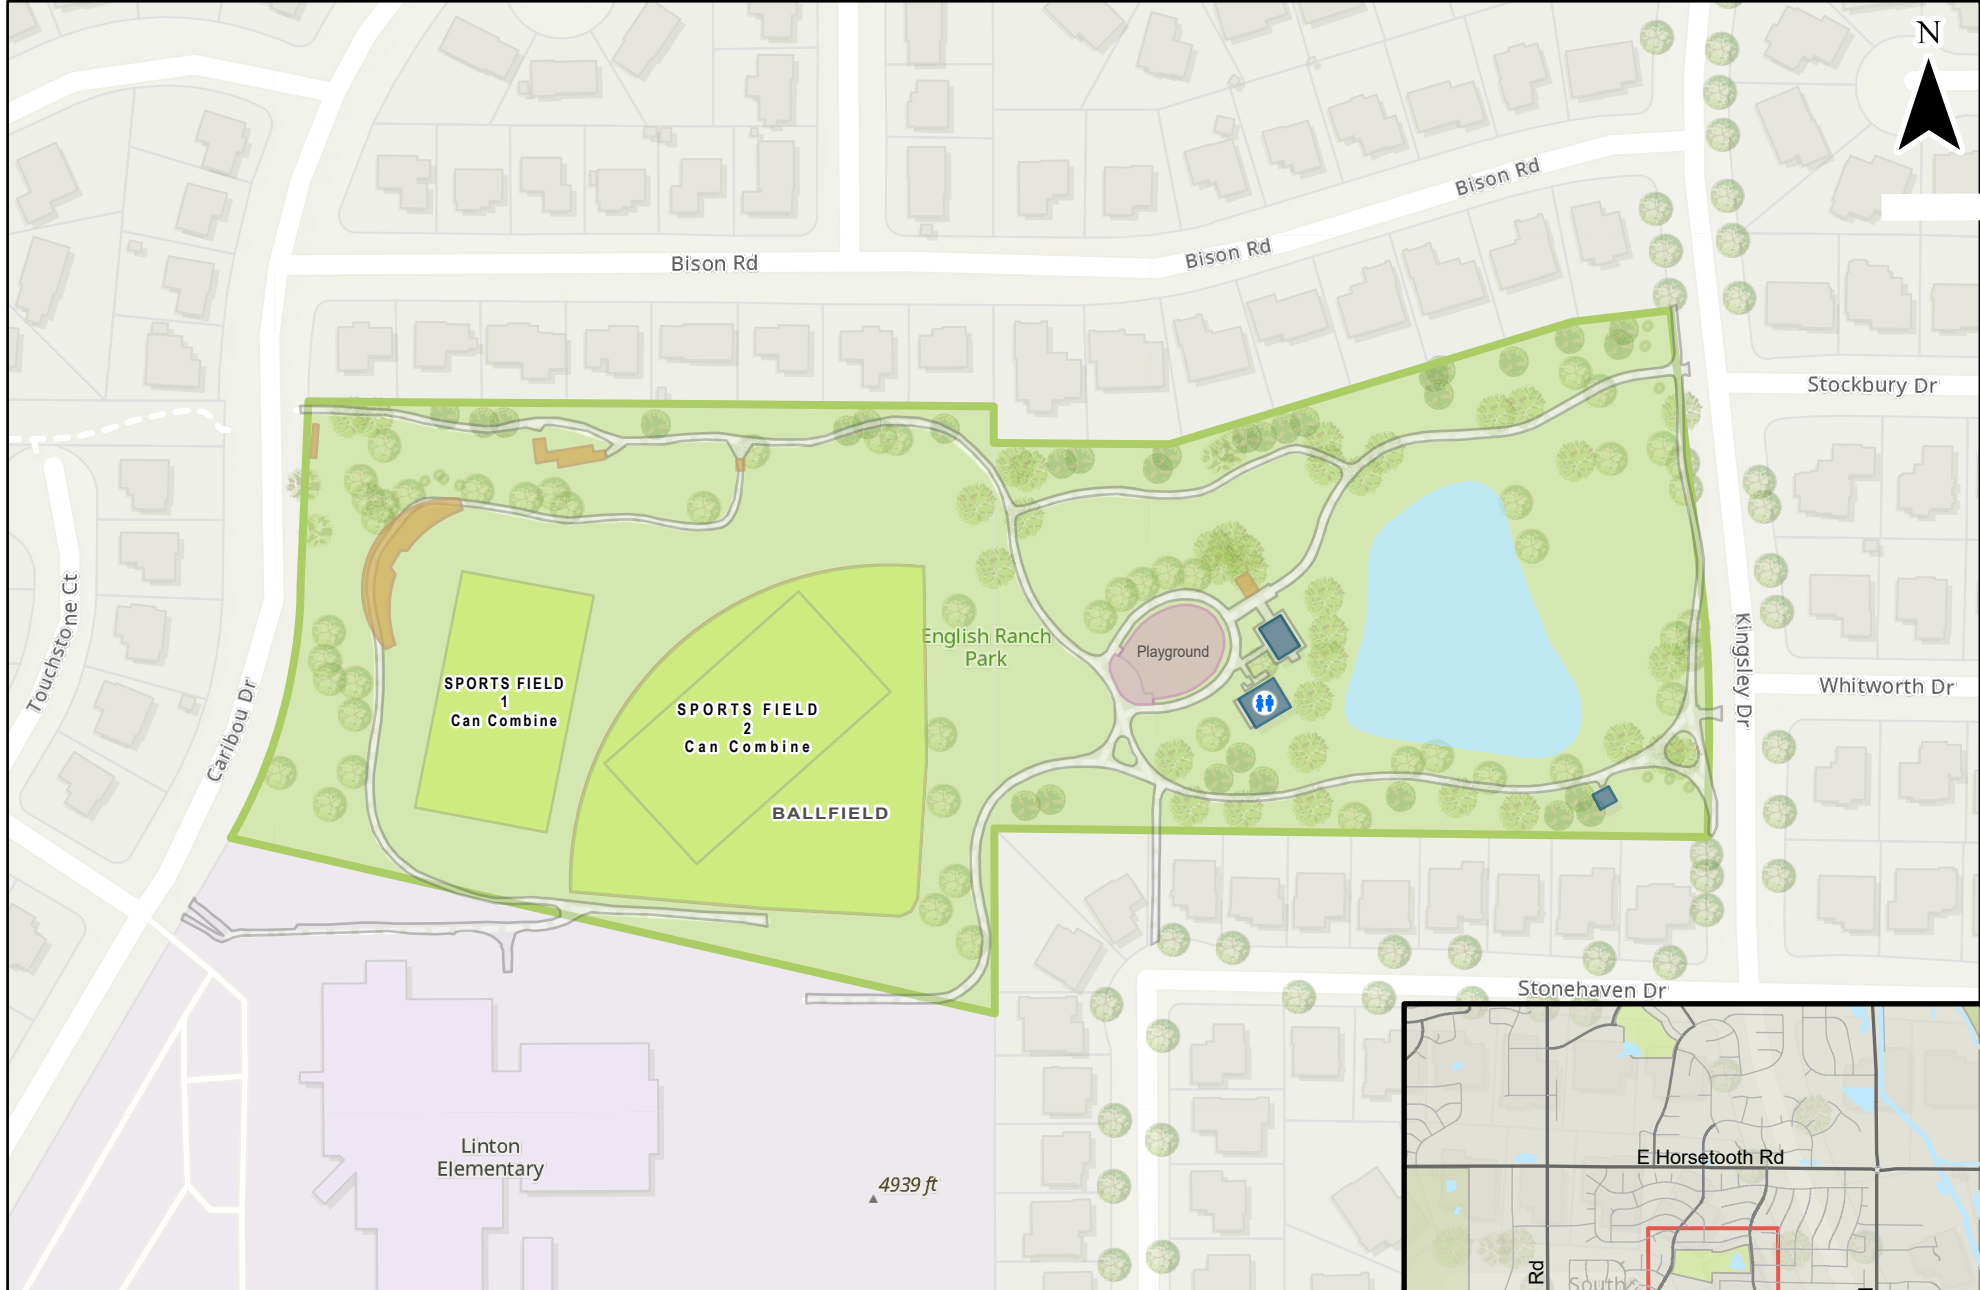 N
Bison Rd
Bison Rd
Bison Rd
Stockbury Dr
Touchstone Ct
Caribou Dr
English Ranch
Park
Playground
SPORTS FIELD
1
Can Combine
SPORTS FIELD
2
Can Combine
BALLFIELD
Kingsley Dr
Whitworth Dr
Stonehaven Dr
Linton
Elementary
4939 ft
E Horsetooth Rd
Rd
South